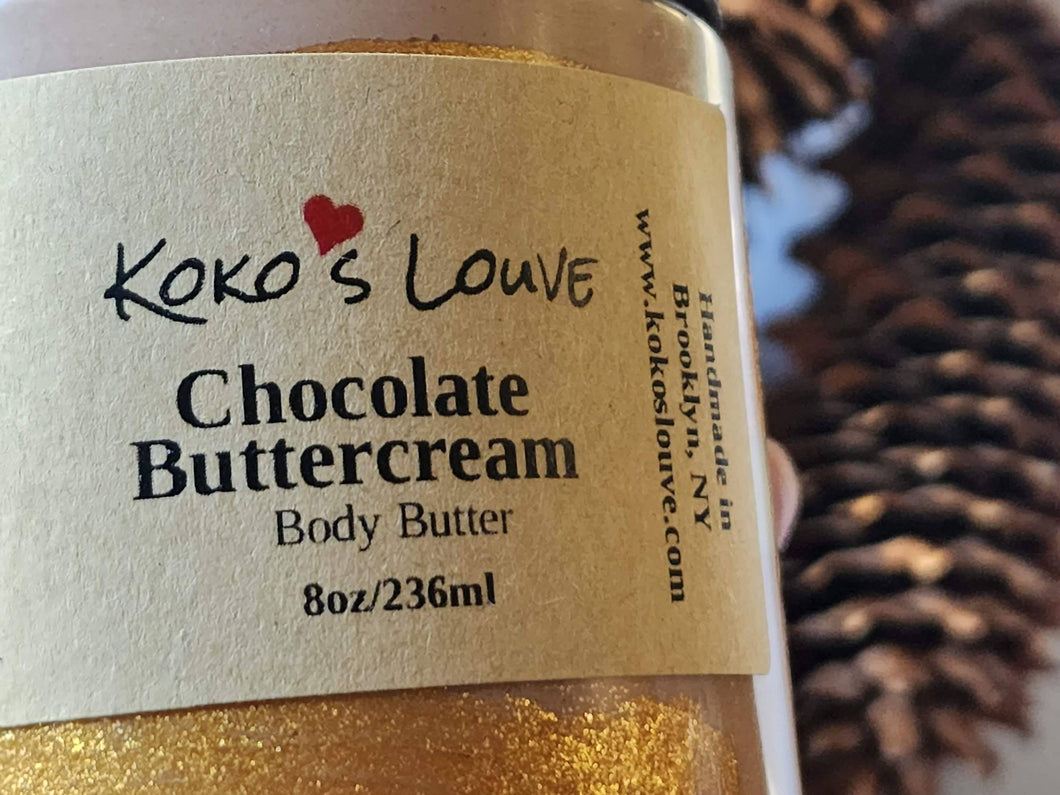 Koko's Louve
Chocolate
Buttercream
Body Butter
8oz/236ml
Handmade in
Brooklyn, NY
www.kokoslouve.com